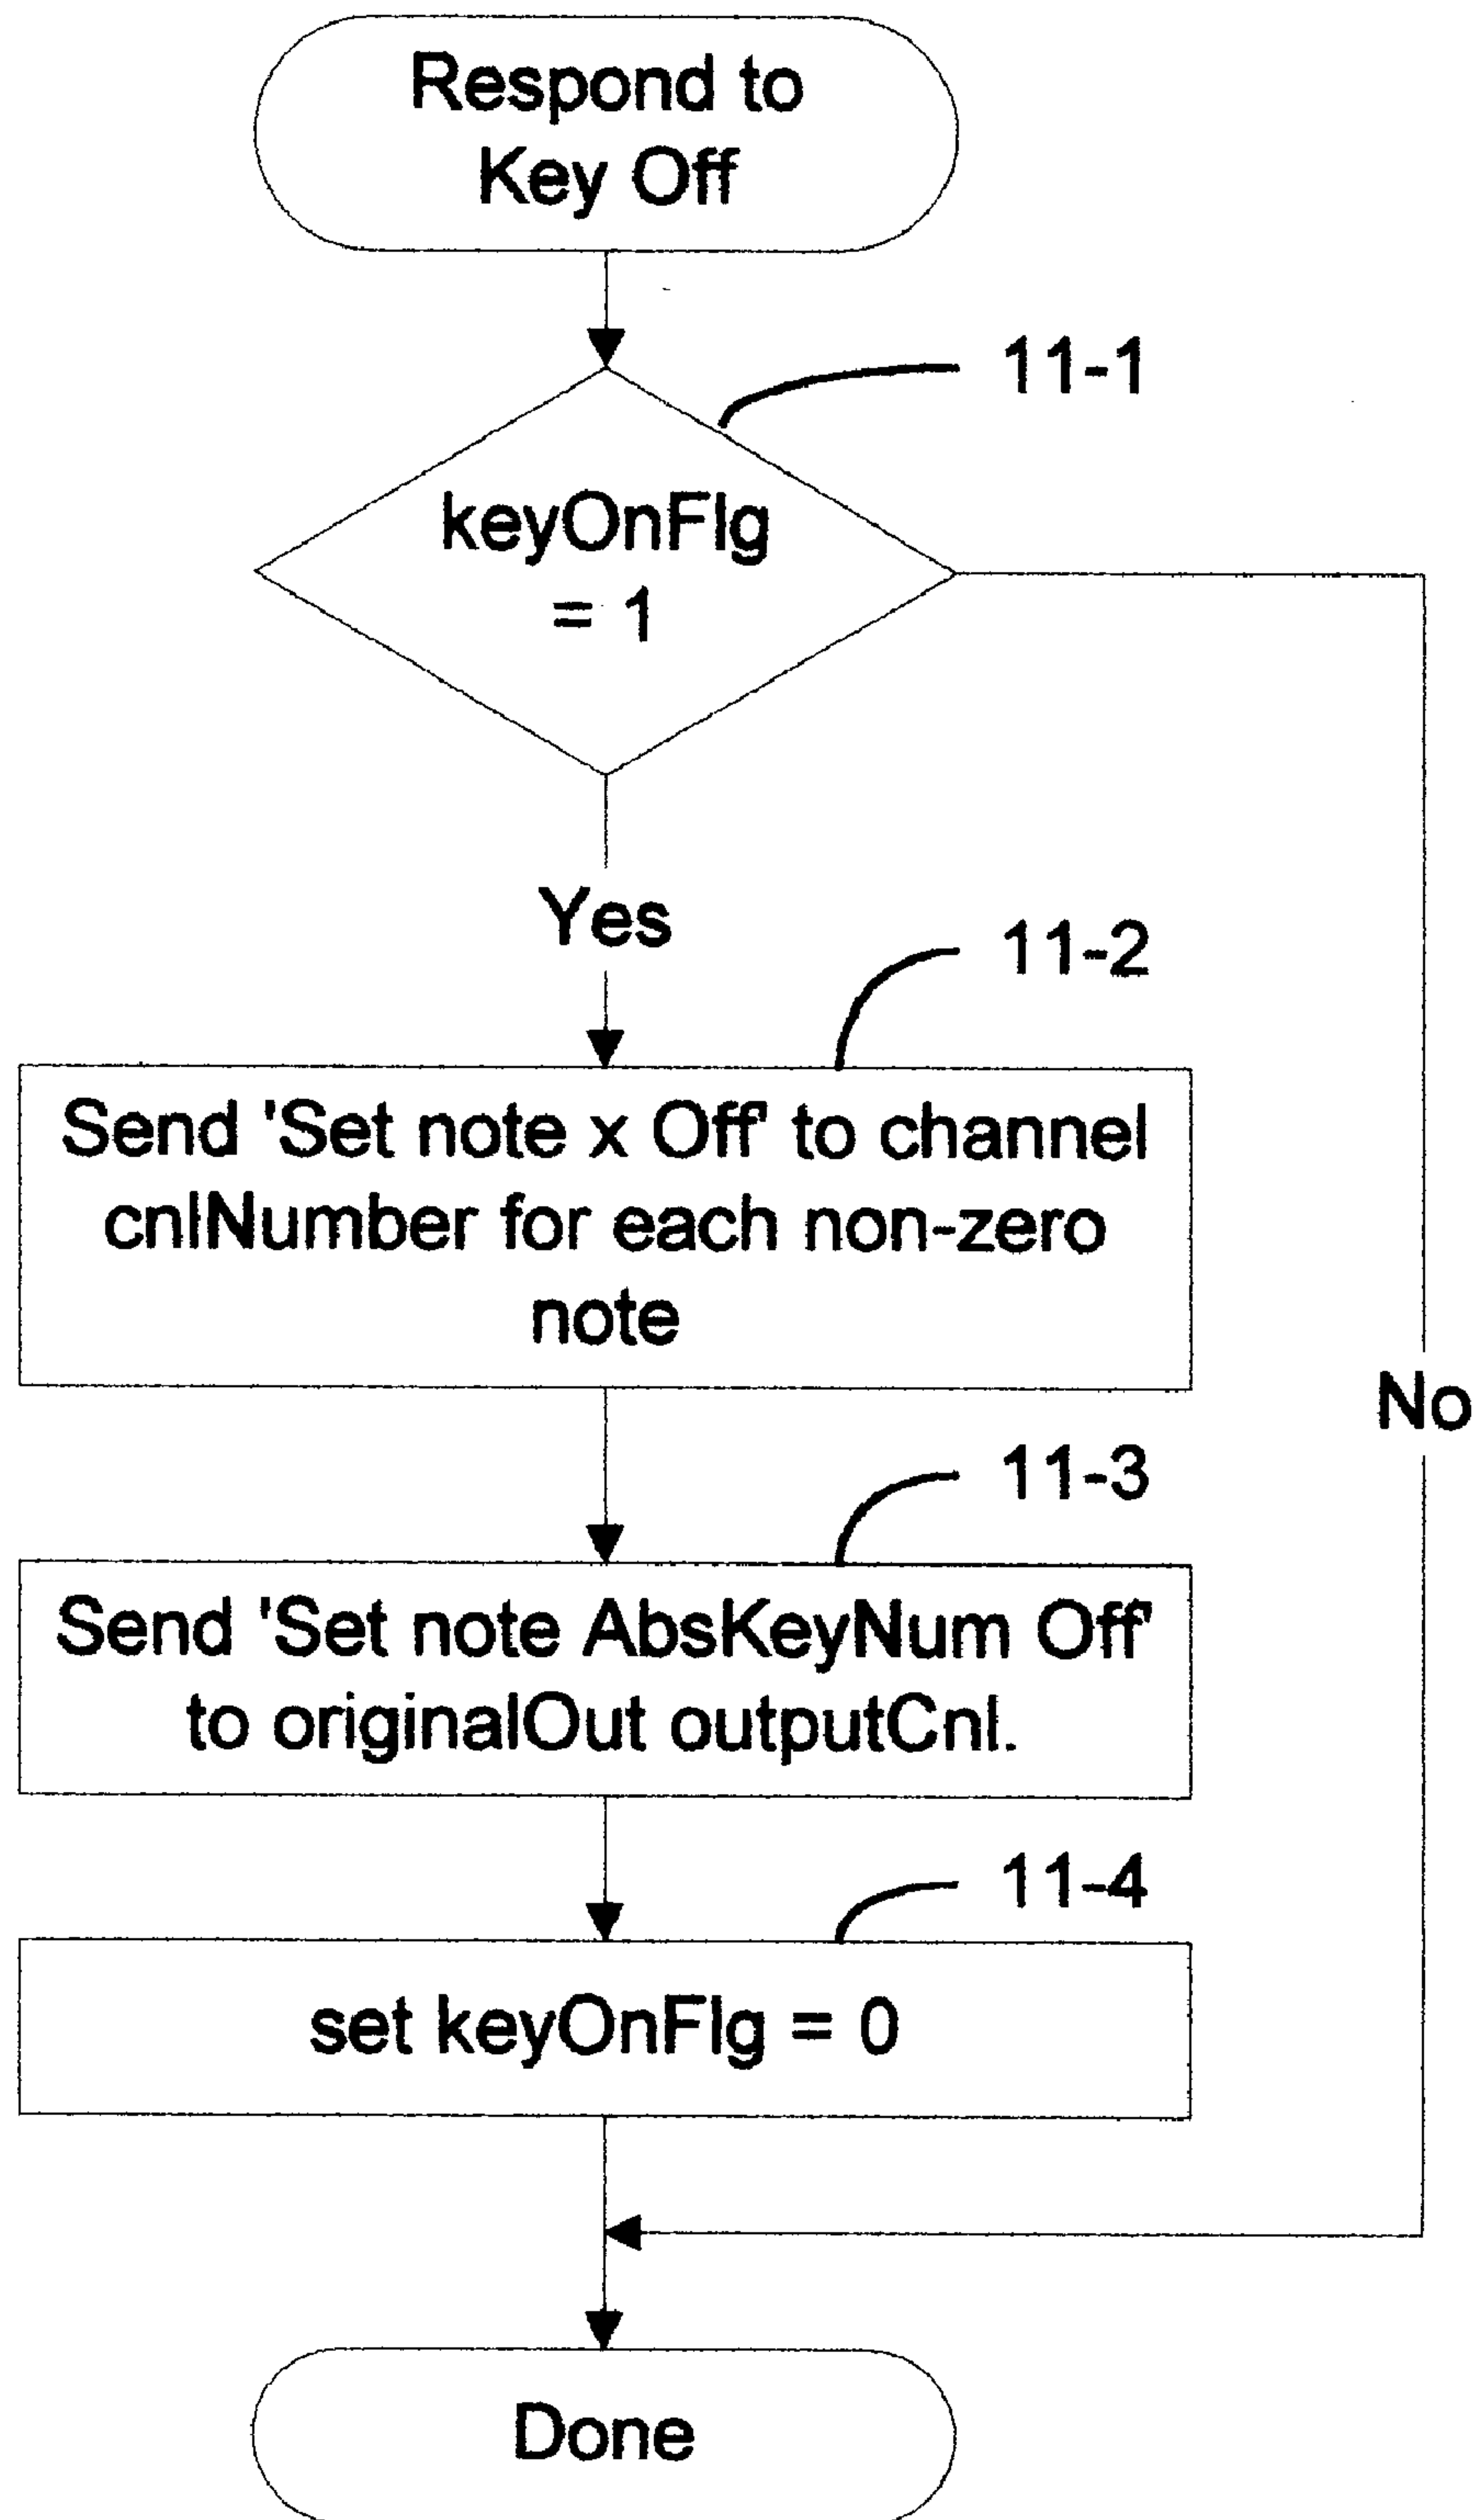 Respond to
Key Off
11-1
keyOnFlg
= 1
Yes
11-2
Send 'Set note x Off' to channel
cnlNumber for each non-zero
note
No
11-3
Send 'Set note AbsKeyNum Off'
to originalOut outputCnl.
11-4
set keyOnFlg = 0
Done